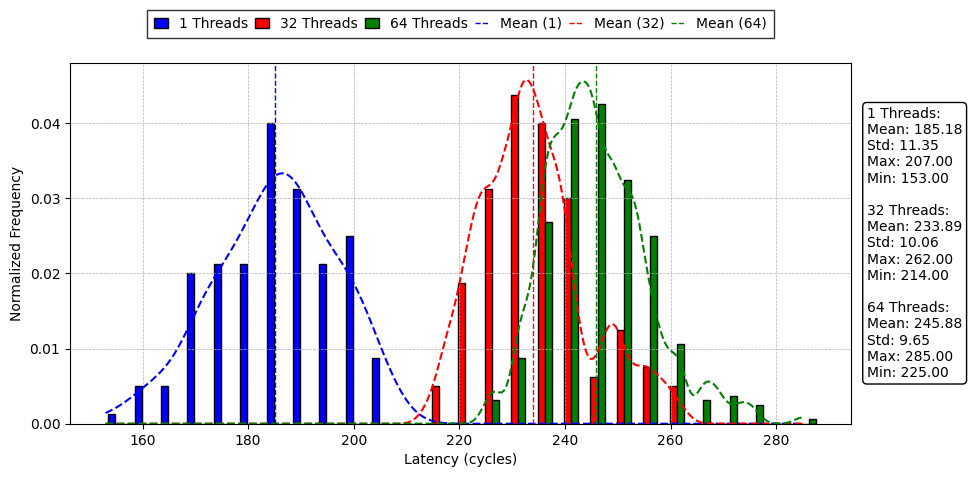 1 Threads 32 Threads 64 Threads Mean (1) Mean (32) Mean (64)
Normalized Frequency
0.04
0.03
0.02
0.01
0.00
160 180 200 220 240 260 280
Latency (cycles)
1 Threads:
Mean: 185.18
Std: 11.35
Max: 207.00
Min: 153.00
32 Threads:
Mean: 233.89
Std: 10.06
Max: 262.00
Min: 214.00
64 Threads:
Mean: 245.88
Std: 9.65
Max: 285.00
Min: 225.00